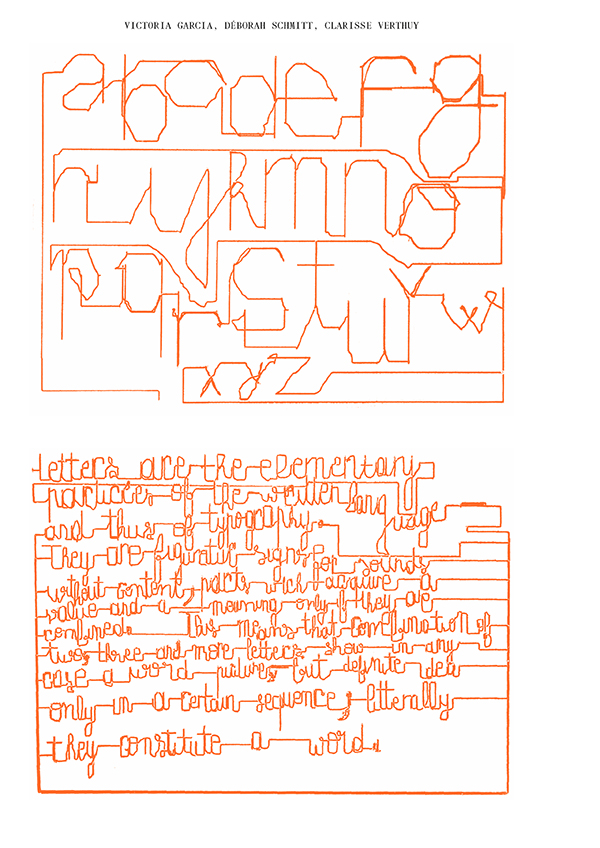 VICTORIA GARCIA, DÉBORAH SCHMITT, CLARISSE VERTHUY
abcdefg
hijkmno
pqrstuvw
xyz
letters are the elementary
particles of the written language
and thus of typography.
They are figuratif signs for sounds
without content, parts wich acquire a
value and a meaning only if they are
combined. This means that combination of
two, three and more letters show in any
case a word picture, but definite idea
only in a certain sequence; litterally
they constitute a word.